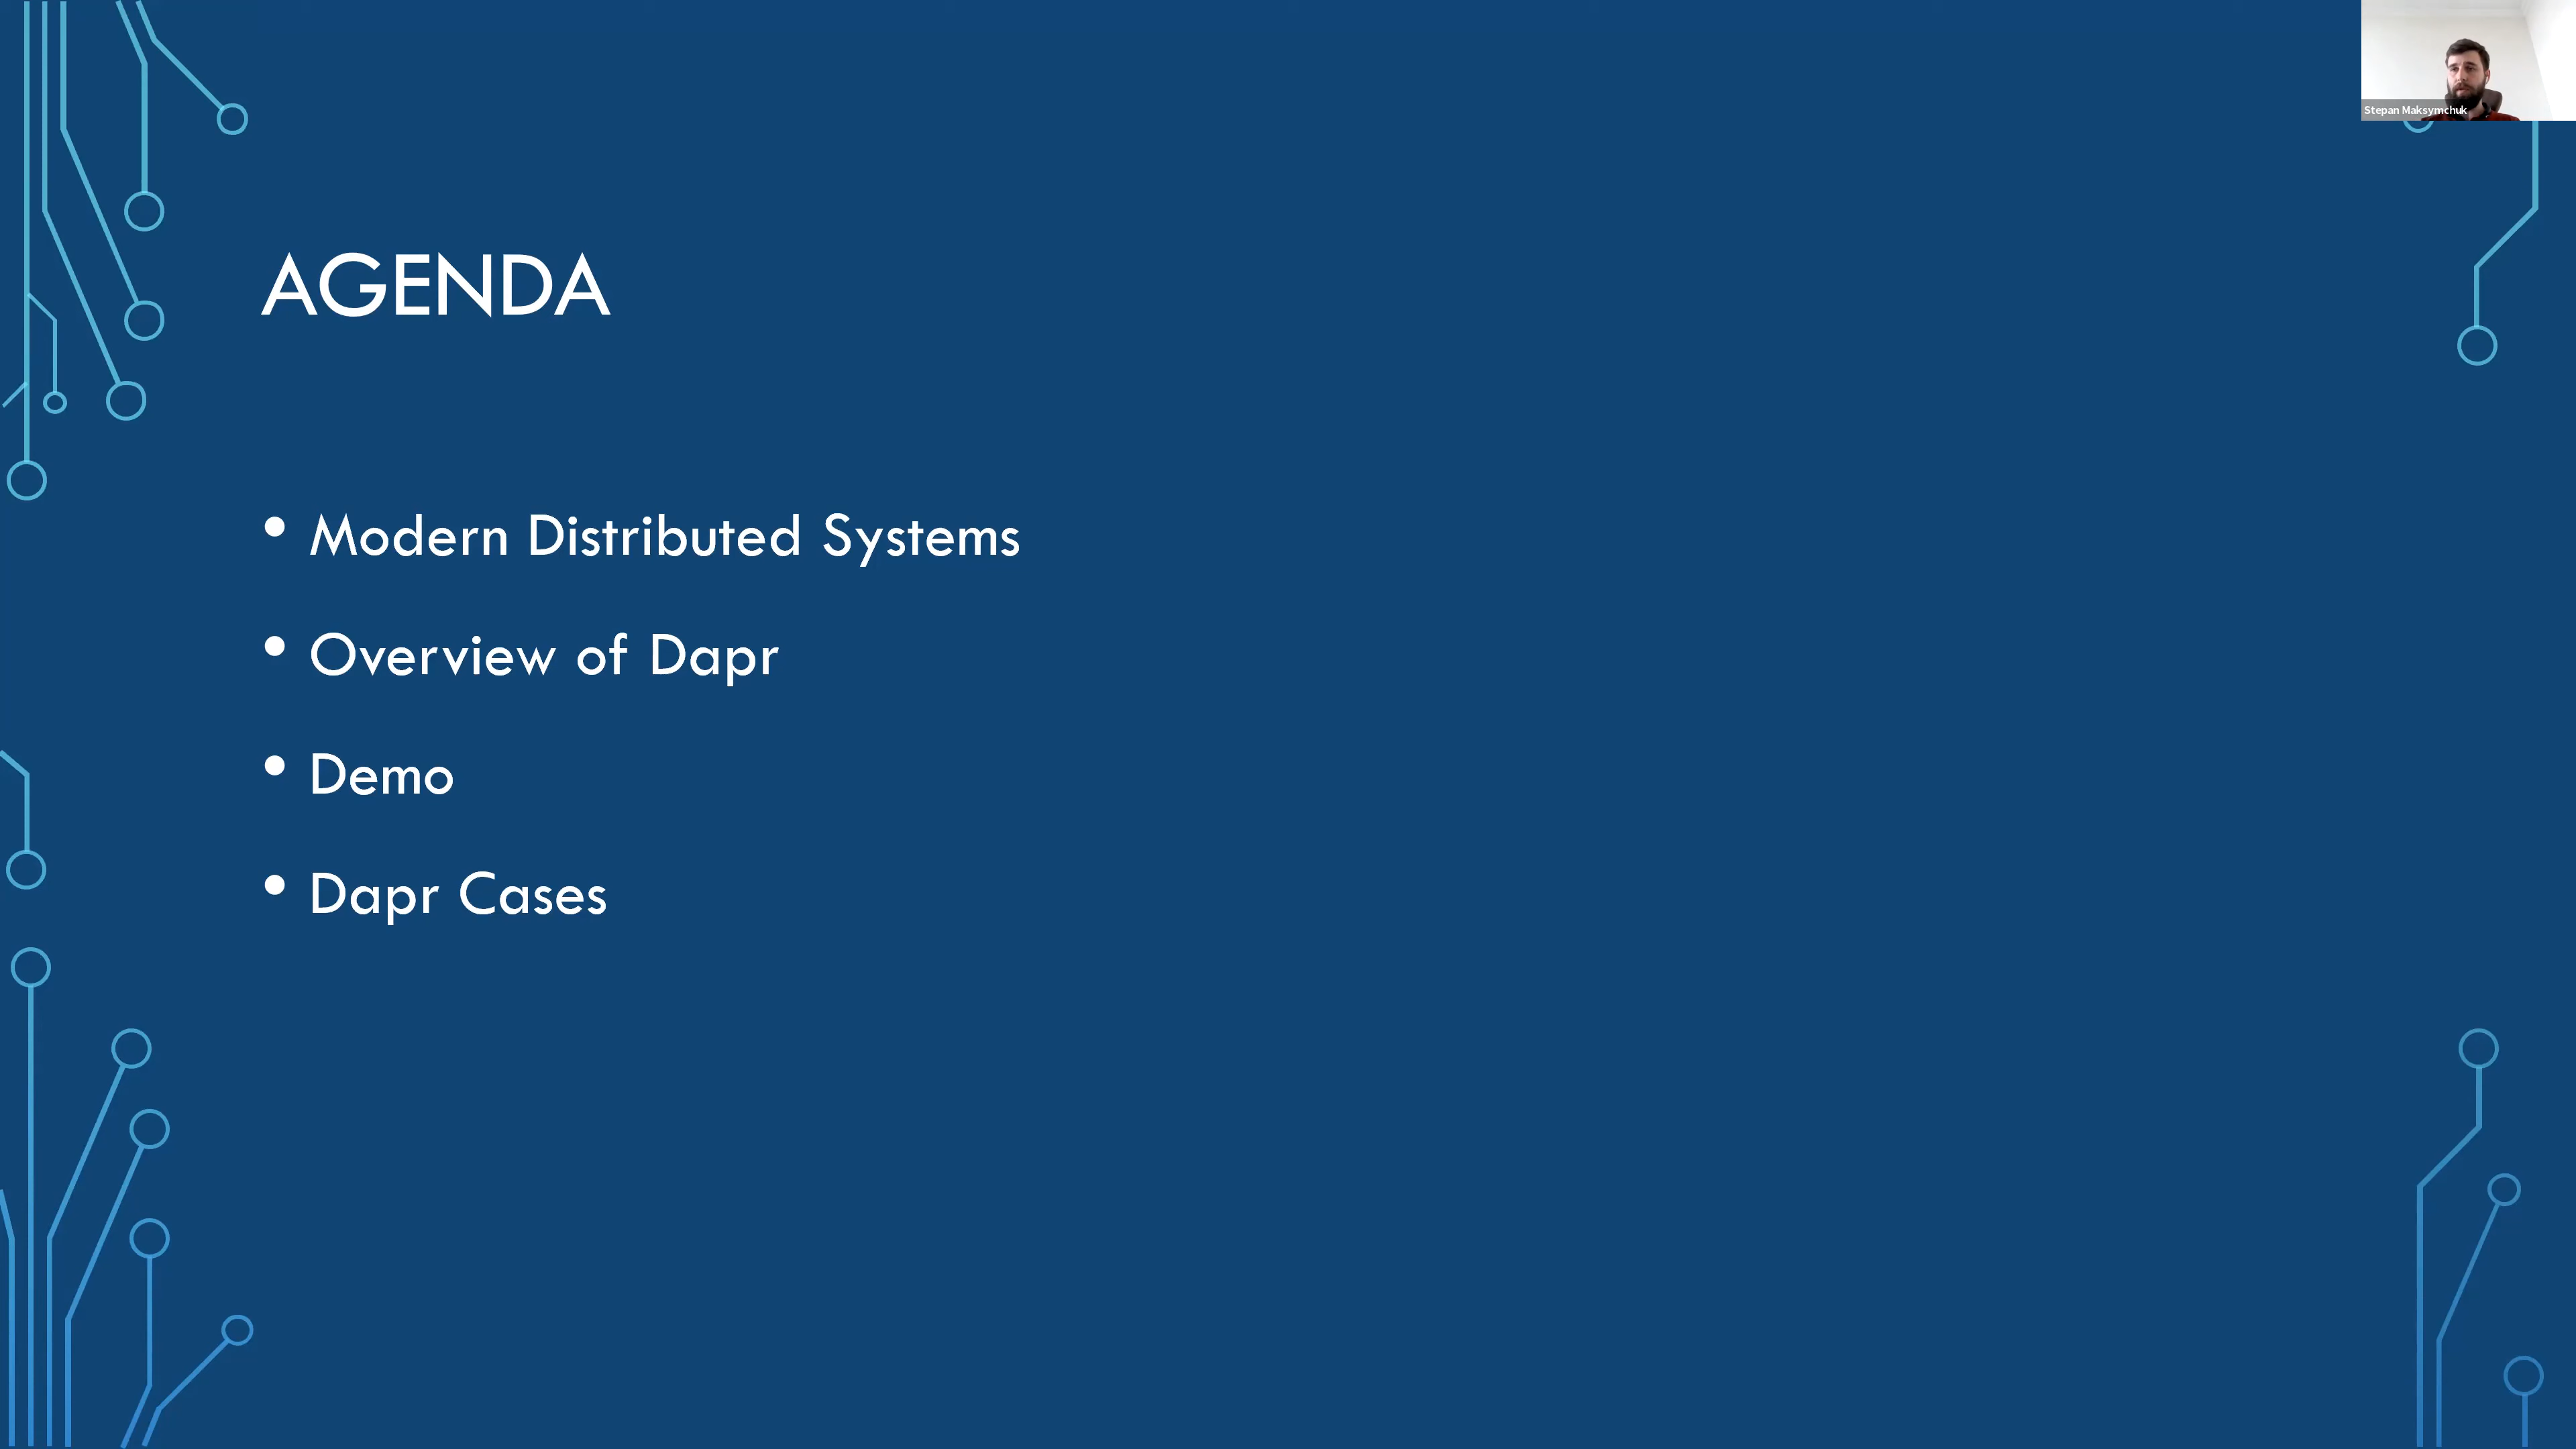 Stepan Maksymchuk
AGENDA
• Modern Distributed Systems
• Overview of Dapr
• Demo
• Dapr Cases